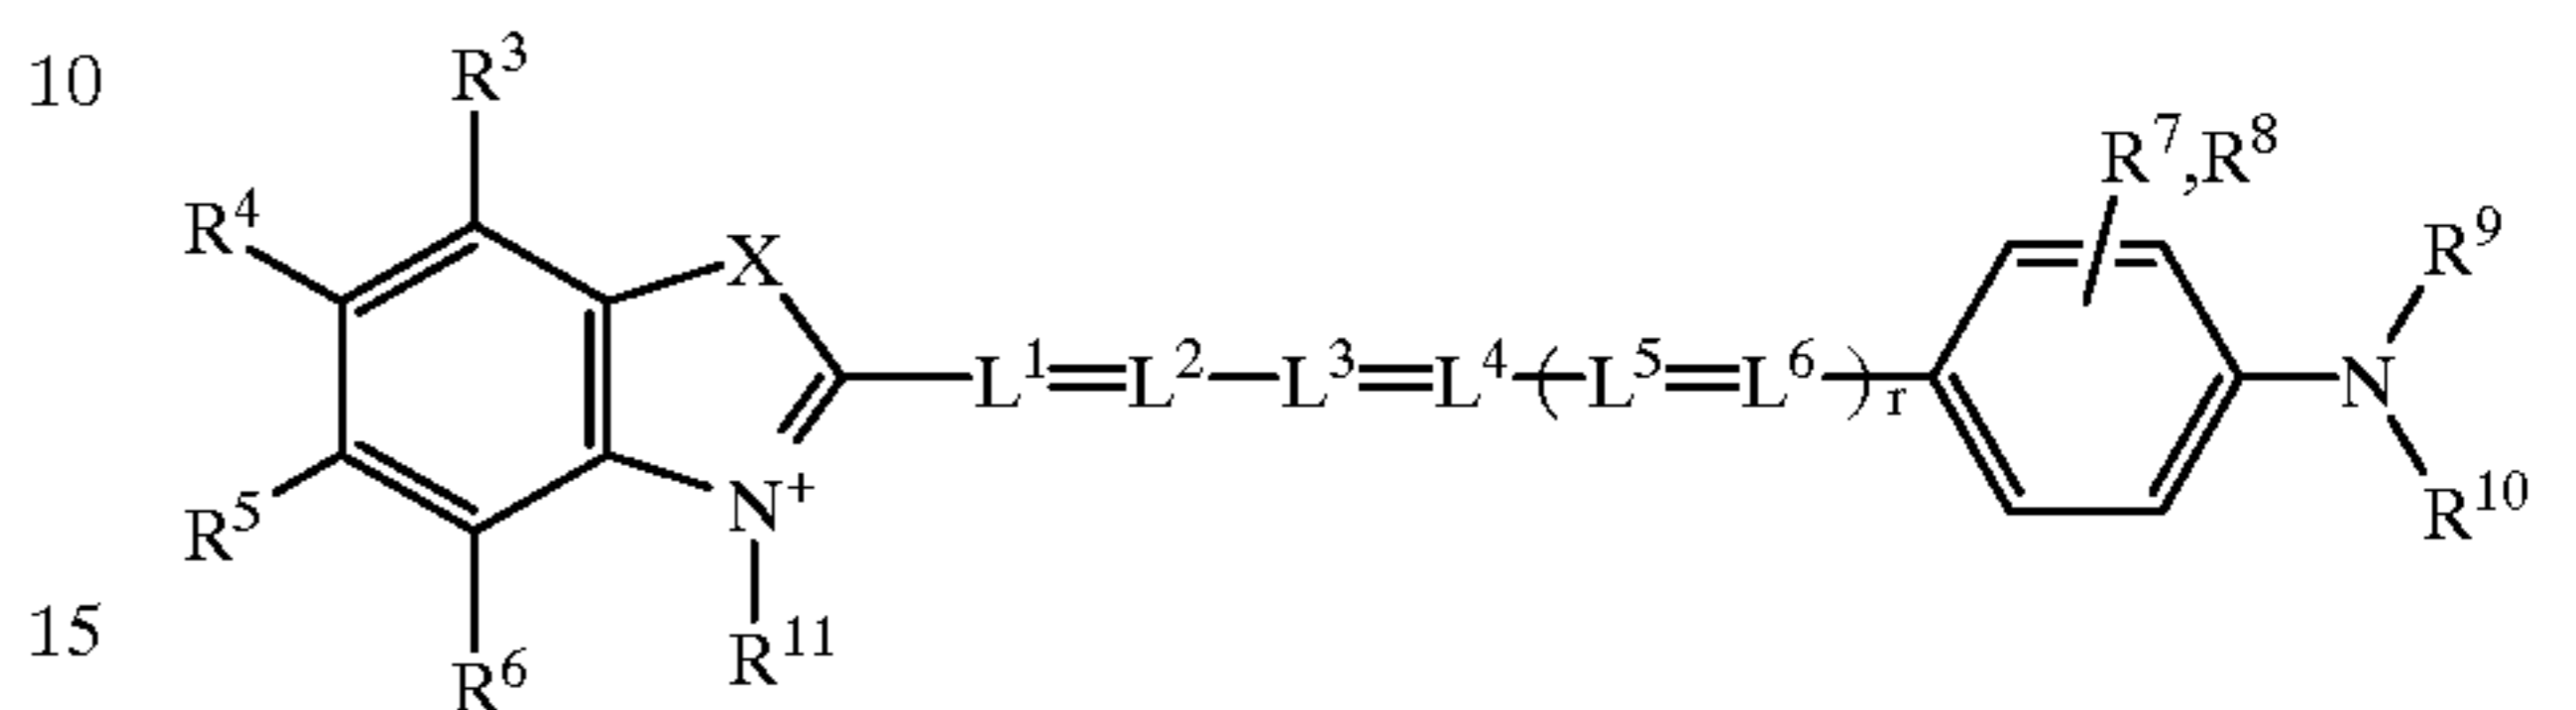 10
R³
R⁷,R⁸
R⁴
X
R⁹
L¹=L²—L³=L⁴—(L⁵=L⁶—)r
N
R⁵
N⁺
R¹⁰
15
R⁶
R¹¹